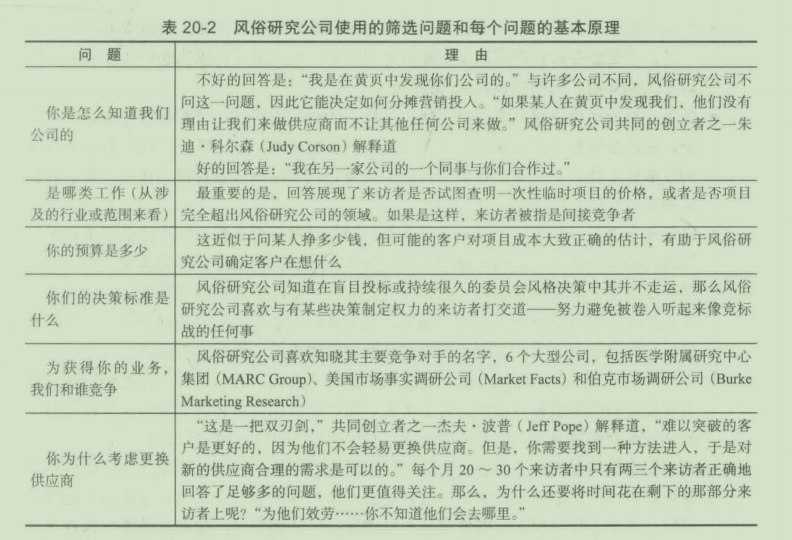 表 20-2 风俗研究公司使用的筛选问题和每个问题的基本原理
问 题
理 由
你是怎么知道我们
公司的
不好的回答是：“我是在黄页中发现你们公司的。”与许多公司不同，风俗研究公司不
问这一问题，因此它能决定如何分摊营销投入。“如果某人在黄页中发现我们，他们没有
理由让我们来做供应商而不让其他任何公司来做。”风俗研究公司共同的创立者之一朱
迪·科尔森（Judy Corson）解释道
好的回答是：“我在另一家公司的一个同事与你们合作过。”
是哪类工作（从涉
及的行业或范围来看）
最重要的是，回答展现了来访者是否试图查明一次性临时项目的价格，或者是否项目
完全超出风俗研究公司的领域。如果是这样，来访者被指是间接竞争者
你的预算是多少
这近似于问某人挣多少钱，但可能的客户对项目成本大致正确的估计，有助于风俗研
究公司确定客户在想什么
你们的决策标准是
什么
风俗研究公司知道在盲目投标或持续很久的委员会风格决策中其并不走运，那么风俗
研究公司喜欢与有某些决策制定权力的来访者打交道——努力避免被卷入听起来像竞标
战的任何事
为获得你的业务，
我们和谁竞争
风俗研究公司喜欢知晓其主要竞争对手的名字，6 个大型公司，包括医学附属研究中心
集团（MARC Group）、美国市场事实调研公司（Market Facts）和伯克市场调研公司（Burke
Marketing Research）
你为什么考虑更换
供应商
“这是一把双刃剑，”共同创立者之一杰夫·波普（Jeff Pope）解释道，“难以突破的客
户是更好的，因为他们不会轻易更换供应商。但是，你需要找到一种方法进入，于是对
新的供应商合理的需求是可以的。”每个月 20 ～ 30 个来访者中只有两三个来访者正确地
回答了足够多的问题，他们更值得关注。那么，为什么还要将时间花在剩下的那部分来
访者上呢？“为他们效劳……你不知道他们会去哪里。”